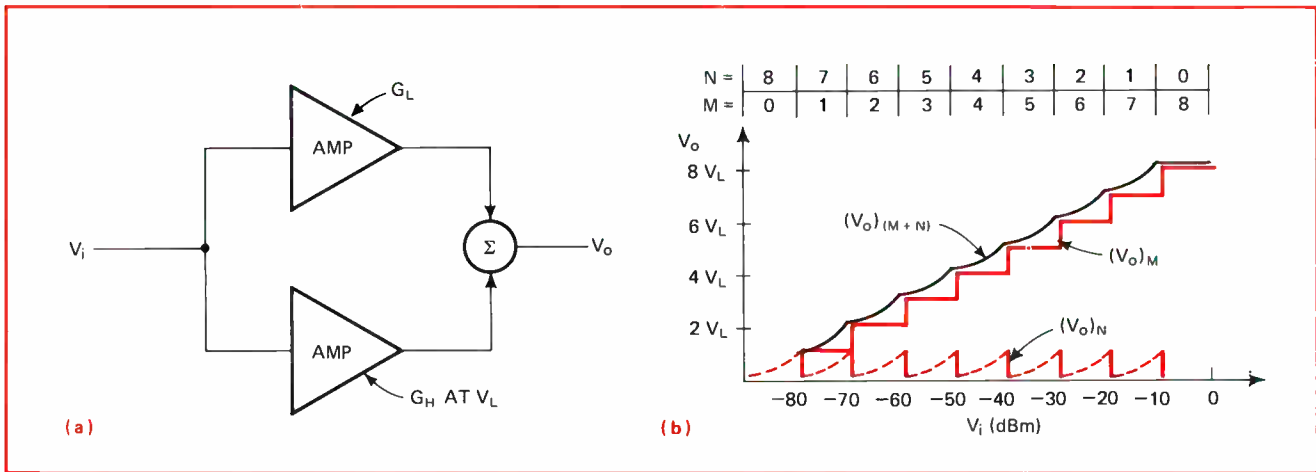 G_L
AMP
V_i
Σ
V_o
AMP
G_H AT V_L
(a)
N = 8 7 6 5 4 3 2 1 0
M = 0 1 2 3 4 5 6 7 8
V_o
8 V_L
6 V_L
4 V_L
2 V_L
(V_o)_(M + N)
(V_o)_M
(V_o)_N
−80 −70 −60 −50 −40 −30 −20 −10 0
V_i (dBm)
(b)